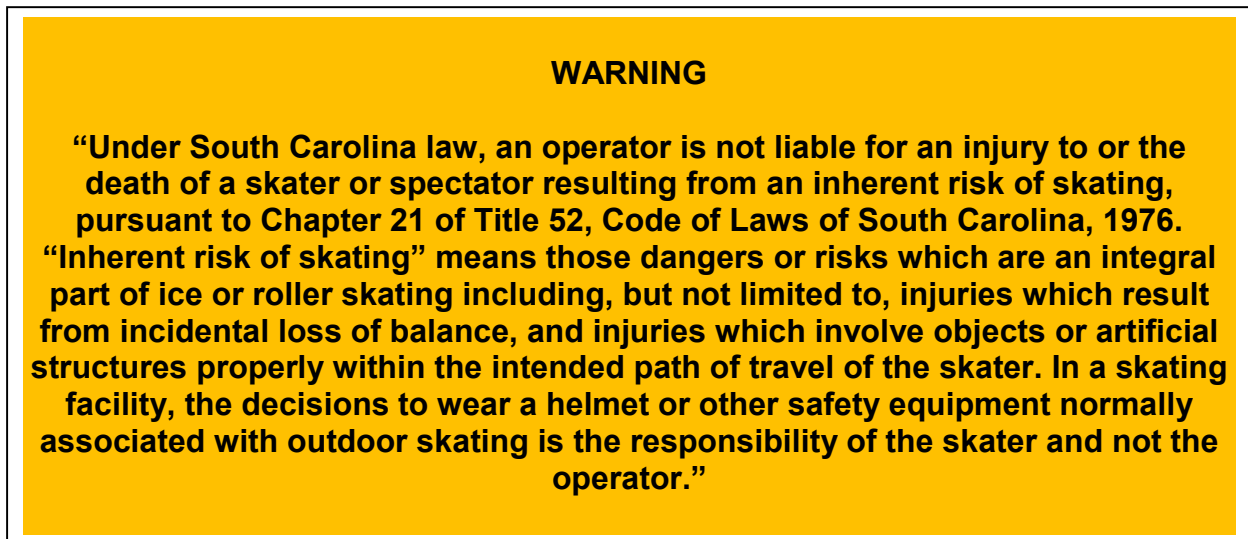 WARNING
“Under South Carolina law, an operator is not liable for an injury to or the
death of a skater or spectator resulting from an inherent risk of skating,
pursuant to Chapter 21 of Title 52, Code of Laws of South Carolina, 1976.
“Inherent risk of skating” means those dangers or risks which are an integral
part of ice or roller skating including, but not limited to, injuries which result
from incidental loss of balance, and injuries which involve objects or artificial
structures properly within the intended path of travel of the skater. In a skating
facility, the decisions to wear a helmet or other safety equipment normally
associated with outdoor skating is the responsibility of the skater and not the
operator.”